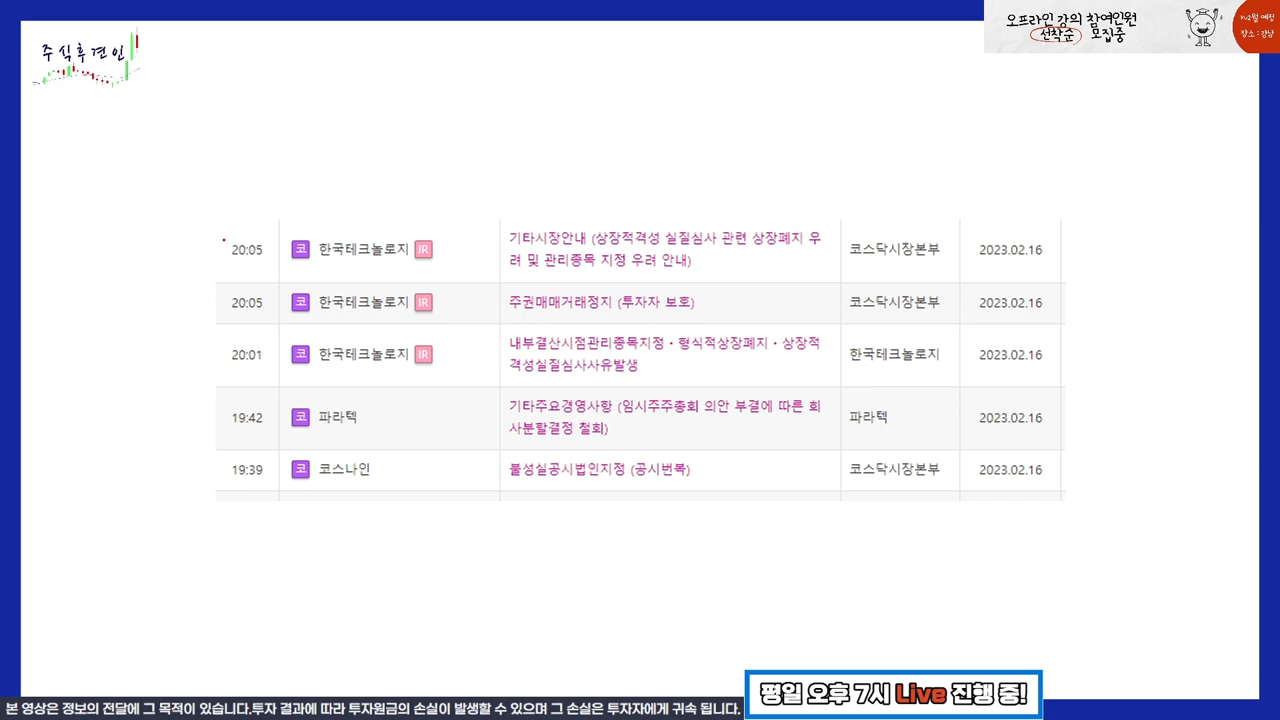 오프라인 강의 참여인원
선착순 모집중
장소 : 강남
주식후견인
20:05 코 한국테크놀로지 IR 기타시장안내 (상장적격성 실질심사 관련 상장폐지 우
려 및 관리종목 지정 우려 안내) 코스닥시장본부 2023.02.16
20:05 코 한국테크놀로지 IR 주권매매거래정지 (투자자 보호) 코스닥시장본부 2023.02.16
20:01 코 한국테크놀로지 IR 내부결산시점관리종목지정ㆍ형식적상장폐지ㆍ상장적
격성실질심사사유발생 한국테크놀로지 2023.02.16
19:42 코 파라텍 기타주요경영사항 (임시주주총회 의안 부결에 따른 회
사분할결정 철회) 파라텍 2023.02.16
19:39 코 코스나인 불성실공시법인지정 (공시번복) 코스닥시장본부 2023.02.16
평일 오후 7시 Live 진행 중!
본 영상은 정보의 전달에 그 목적이 있습니다.투자 결과에 따라 투자원금의 손실이 발생할 수 있으며 그 손실은 투자자에게 귀속 됩니다.